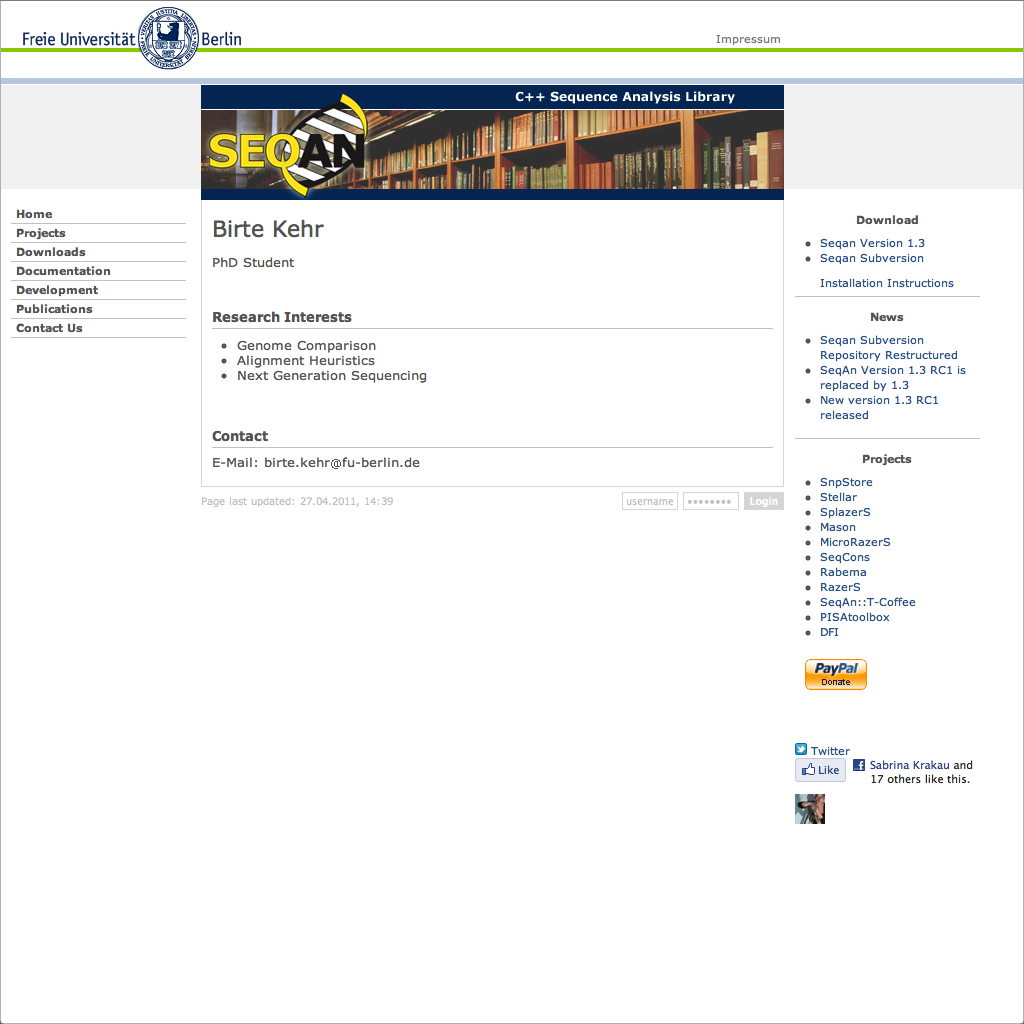 Freie Universität Berlin
Impressum
C++ Sequence Analysis Library
SEQAN
Home
Projects
Downloads
Documentation
Development
Publications
Contact Us
Birte Kehr
PhD Student
Research Interests
Genome Comparison
Alignment Heuristics
Next Generation Sequencing
Contact
E-Mail: birte.kehr@fu-berlin.de
Page last updated: 27.04.2011, 14:39
username
••••••••
Login
Download
Seqan Version 1.3
Seqan Subversion
Installation Instructions
News
Seqan Subversion
Repository Restructured
SeqAn Version 1.3 RC1 is
replaced by 1.3
New version 1.3 RC1
released
Projects
SnpStore
Stellar
SplazerS
Mason
MicroRazerS
SeqCons
Rabema
RazerS
SeqAn::T-Coffee
PISAtoolbox
DFI
PayPal
Donate
Twitter
Like
Sabrina Krakau and
17 others like this.